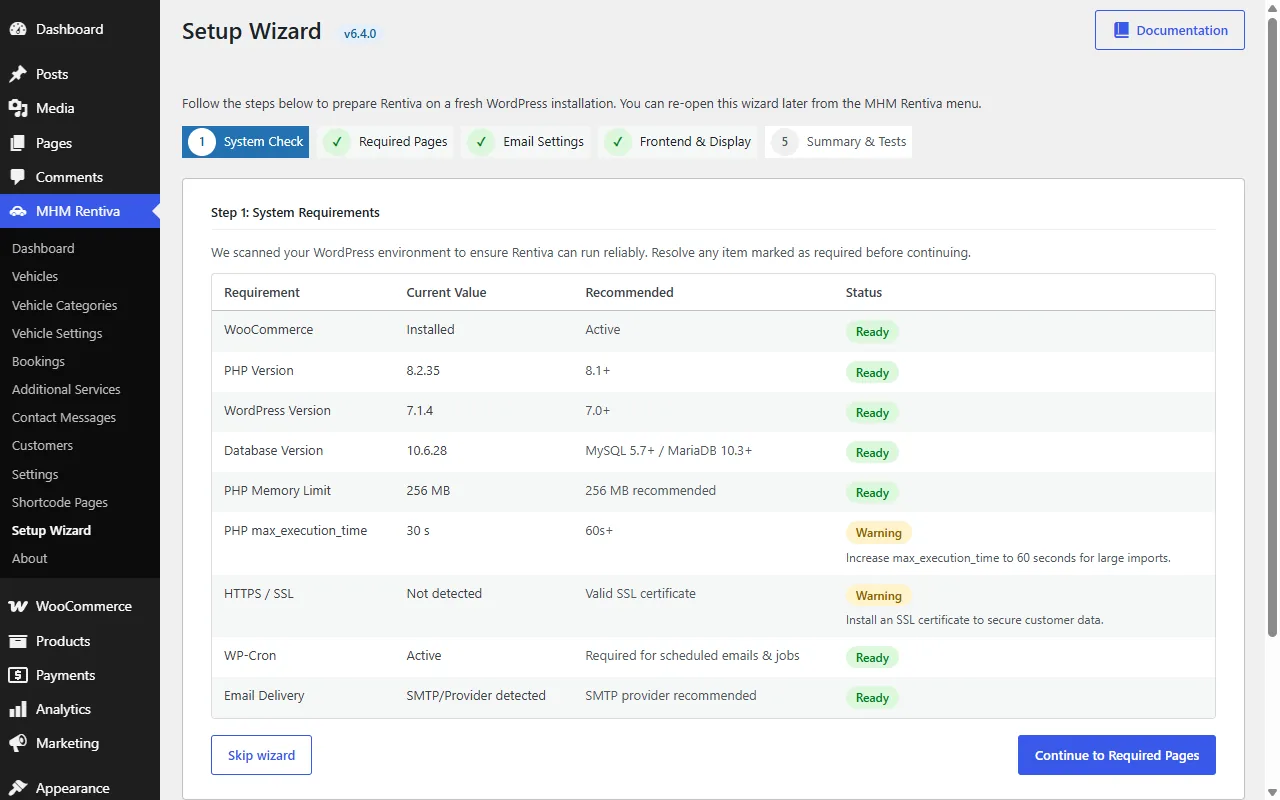 Dashboard
Posts
Media
Pages
Comments
MHM Rentiva
Dashboard
Vehicles
Vehicle Categories
Vehicle Settings
Bookings
Additional Services
Contact Messages
Customers
Settings
Shortcode Pages
Setup Wizard
About
WooCommerce
Products
Payments
Analytics
Marketing
Appearance
Setup Wizard v6.4.0
Documentation
Follow the steps below to prepare Rentiva on a fresh WordPress installation. You can re-open this wizard later from the MHM Rentiva menu.
1 System Check ✓ Required Pages ✓ Email Settings ✓ Frontend & Display 5 Summary & Tests
Step 1: System Requirements
We scanned your WordPress environment to ensure Rentiva can run reliably. Resolve any item marked as required before continuing.
Requirement Current Value Recommended Status
WooCommerce Installed Active Ready
PHP Version 8.2.35 8.1+ Ready
WordPress Version 7.1.4 7.0+ Ready
Database Version 10.6.28 MySQL 5.7+ / MariaDB 10.3+ Ready
PHP Memory Limit 256 MB 256 MB recommended Ready
PHP max_execution_time 30 s 60s+ Warning
Increase max_execution_time to 60 seconds for large imports.
HTTPS / SSL Not detected Valid SSL certificate Warning
Install an SSL certificate to secure customer data.
WP-Cron Active Required for scheduled emails & jobs Ready
Email Delivery SMTP/Provider detected SMTP provider recommended Ready
Skip wizard
Continue to Required Pages